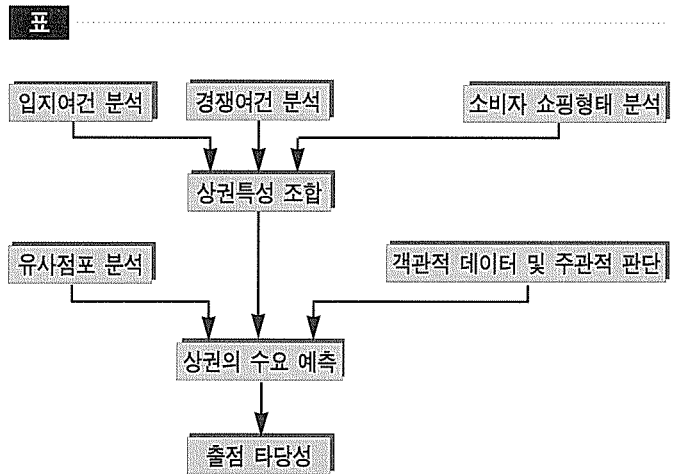 표
입지여건 분석
경쟁여건 분석
소비자 쇼핑형태 분석
상권특성 조합
유사점포 분석
객관적 데이터 및 주관적 판단
상권의 수요 예측
출점 타당성